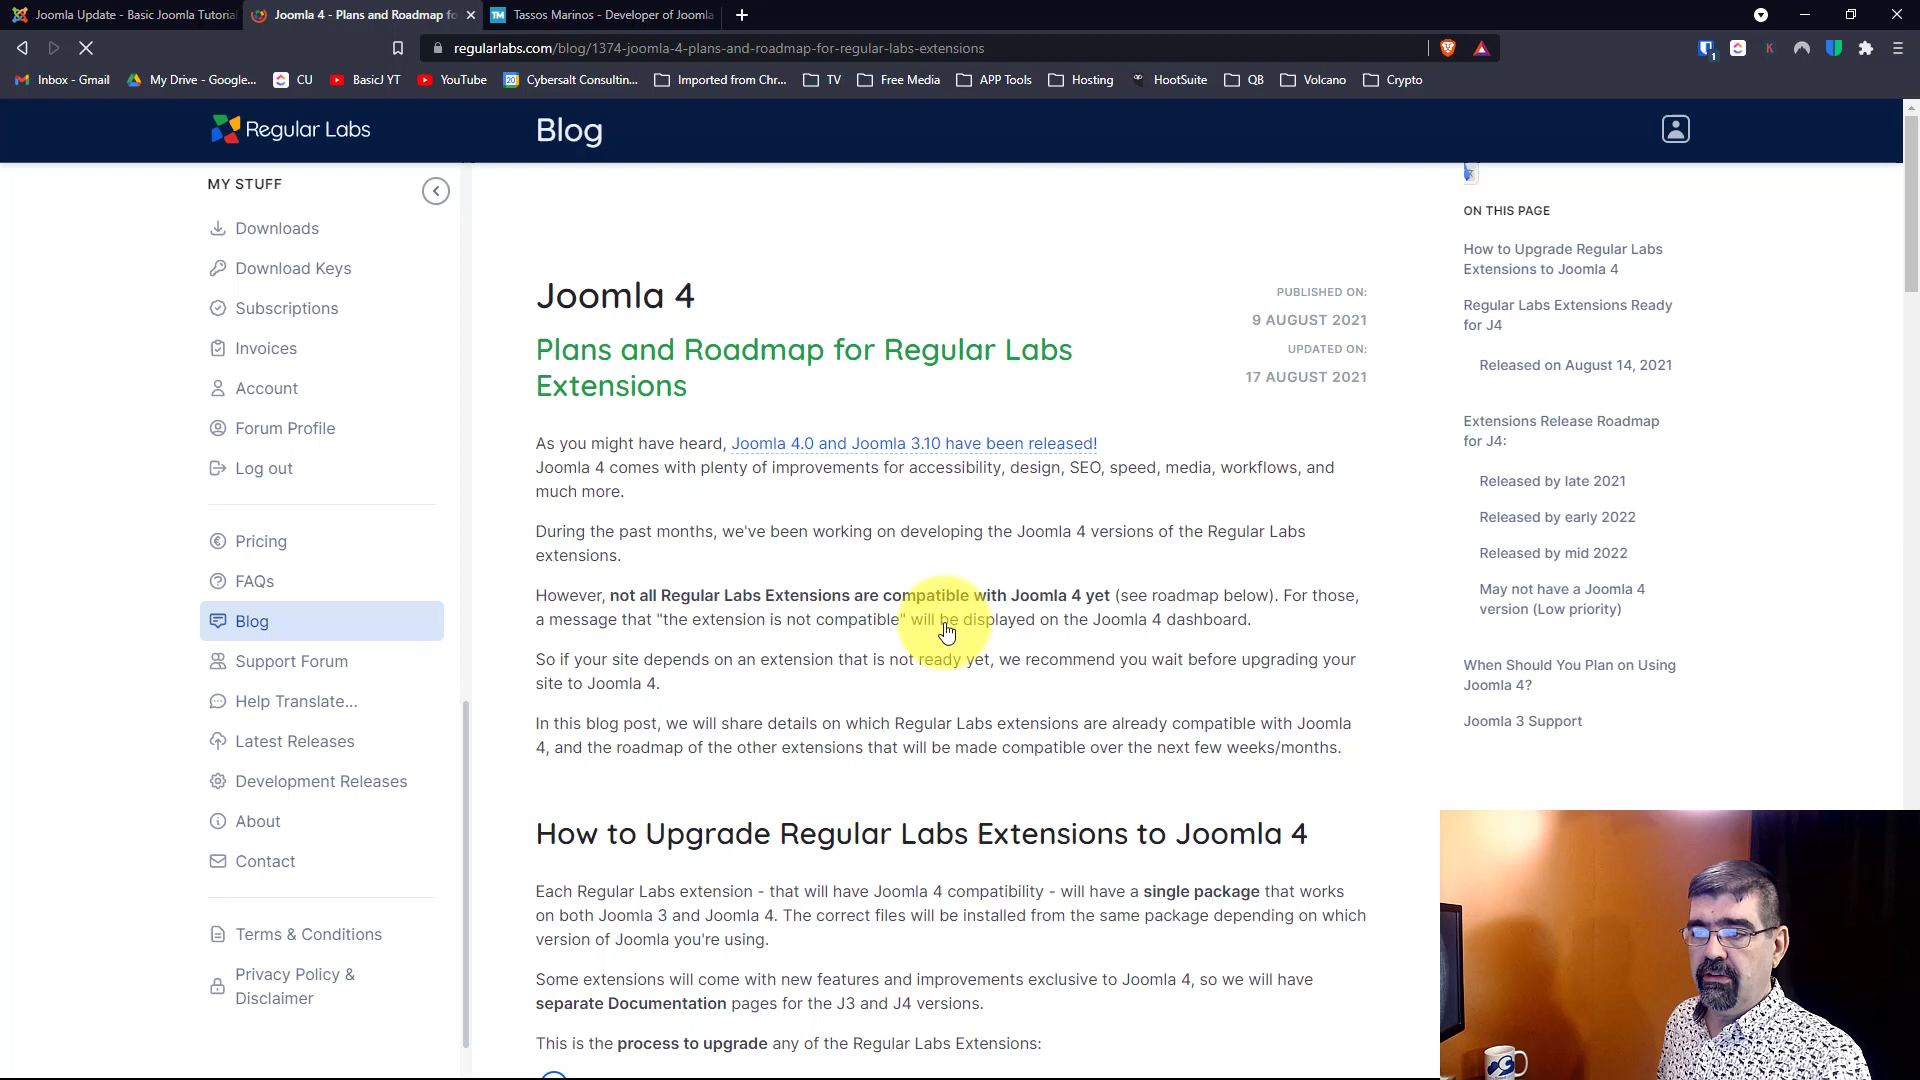 Joomla Update - Basic Joomla Tutoria
Joomla 4 - Plans and Roadmap fo
Tassos Marinos - Developer of Joomla
regularlabs.com/blog/1374-joomla-4-plans-and-roadmap-for-regular-labs-extensions
Inbox - Gmail
My Drive - Google...
CU
BasicJ YT
YouTube
Cybersalt Consultin...
Imported from Chr...
TV
Free Media
APP Tools
Hosting
HootSuite
QB
Volcano
Crypto
Regular Labs
Blog
MY STUFF
Downloads
Download Keys
Subscriptions
Invoices
Account
Forum Profile
Log out
Pricing
FAQs
Blog
Support Forum
Help Translate...
Latest Releases
Development Releases
About
Contact
Terms & Conditions
Privacy Policy &
Disclaimer
Joomla 4
Plans and Roadmap for Regular Labs
Extensions
PUBLISHED ON:
9 AUGUST 2021
UPDATED ON:
17 AUGUST 2021
As you might have heard, Joomla 4.0 and Joomla 3.10 have been released!
Joomla 4 comes with plenty of improvements for accessibility, design, SEO, speed, media, workflows, and
much more.
During the past months, we've been working on developing the Joomla 4 versions of the Regular Labs
extensions.
However, not all Regular Labs Extensions are compatible with Joomla 4 yet (see roadmap below). For those,
a message that "the extension is not compatible" will be displayed on the Joomla 4 dashboard.
So if your site depends on an extension that is not ready yet, we recommend you wait before upgrading your
site to Joomla 4.
In this blog post, we will share details on which Regular Labs extensions are already compatible with Joomla
4, and the roadmap of the other extensions that will be made compatible over the next few weeks/months.
How to Upgrade Regular Labs Extensions to Joomla 4
Each Regular Labs extension - that will have Joomla 4 compatibility - will have a single package that works
on both Joomla 3 and Joomla 4. The correct files will be installed from the same package depending on which
version of Joomla you're using.
Some extensions will come with new features and improvements exclusive to Joomla 4, so we will have
separate Documentation pages for the J3 and J4 versions.
This is the process to upgrade any of the Regular Labs Extensions:
ON THIS PAGE
How to Upgrade Regular Labs
Extensions to Joomla 4
Regular Labs Extensions Ready
for J4
Released on August 14, 2021
Extensions Release Roadmap
for J4:
Released by late 2021
Released by early 2022
Released by mid 2022
May not have a Joomla 4
version (Low priority)
When Should You Plan on Using
Joomla 4?
Joomla 3 Support